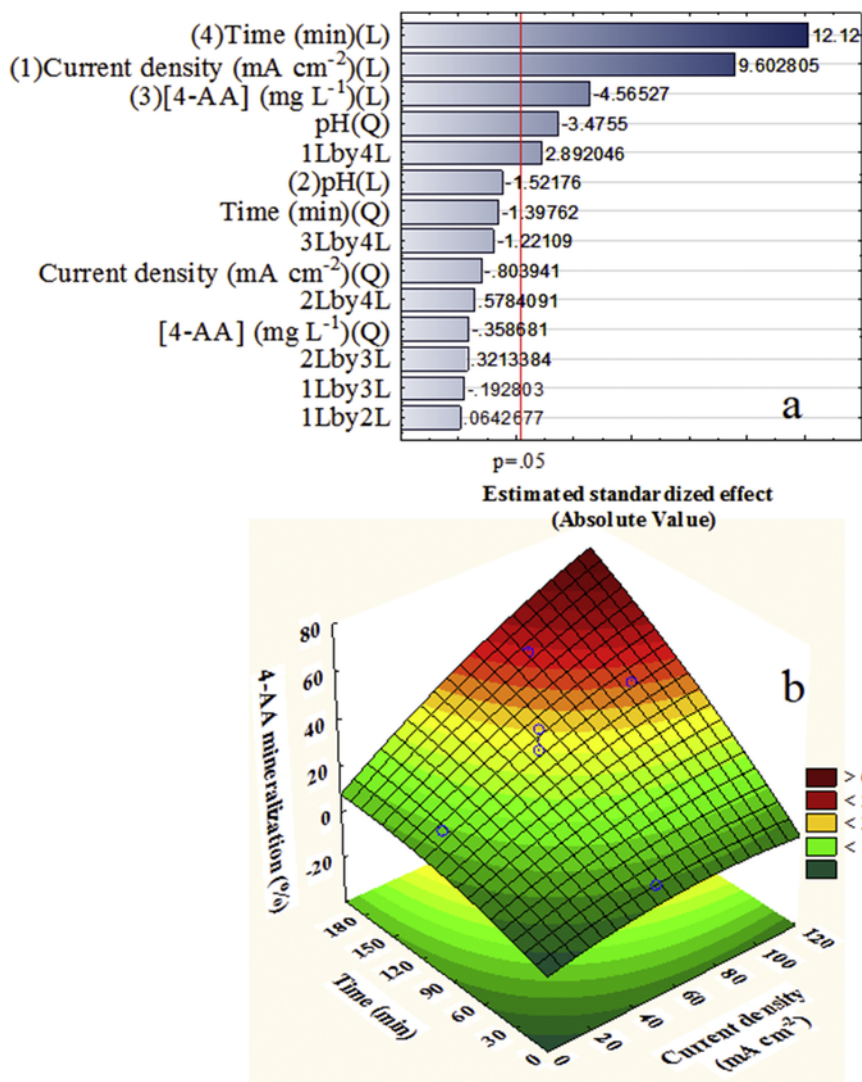 (4)Time (min)(L) 12.12
(1)Current density (mA cm⁻²)(L) 9.602805
(3)[4-AA] (mg L⁻¹)(L) -4.56527
pH(Q) -3.4755
1Lby4L 2.892046
(2)pH(L) -1.52176
Time (min)(Q) -1.39762
3Lby4L -1.22109
Current density (mA cm⁻²)(Q) -.803941
2Lby4L .5784091
[4-AA] (mg L⁻¹)(Q) -.358681
2Lby3L .3213384
1Lby3L -.192803
1Lby2L .0642677
a
p=.05
Estimated standardized effect
(Absolute Value)
b
80
60
40
20
0
-20
4-AA mineralization (%)
180
150
120
90
60
30
0
Time (min)
0
20
40
60
80
100
120
Current density
(mA cm⁻²)
>
<
<
<